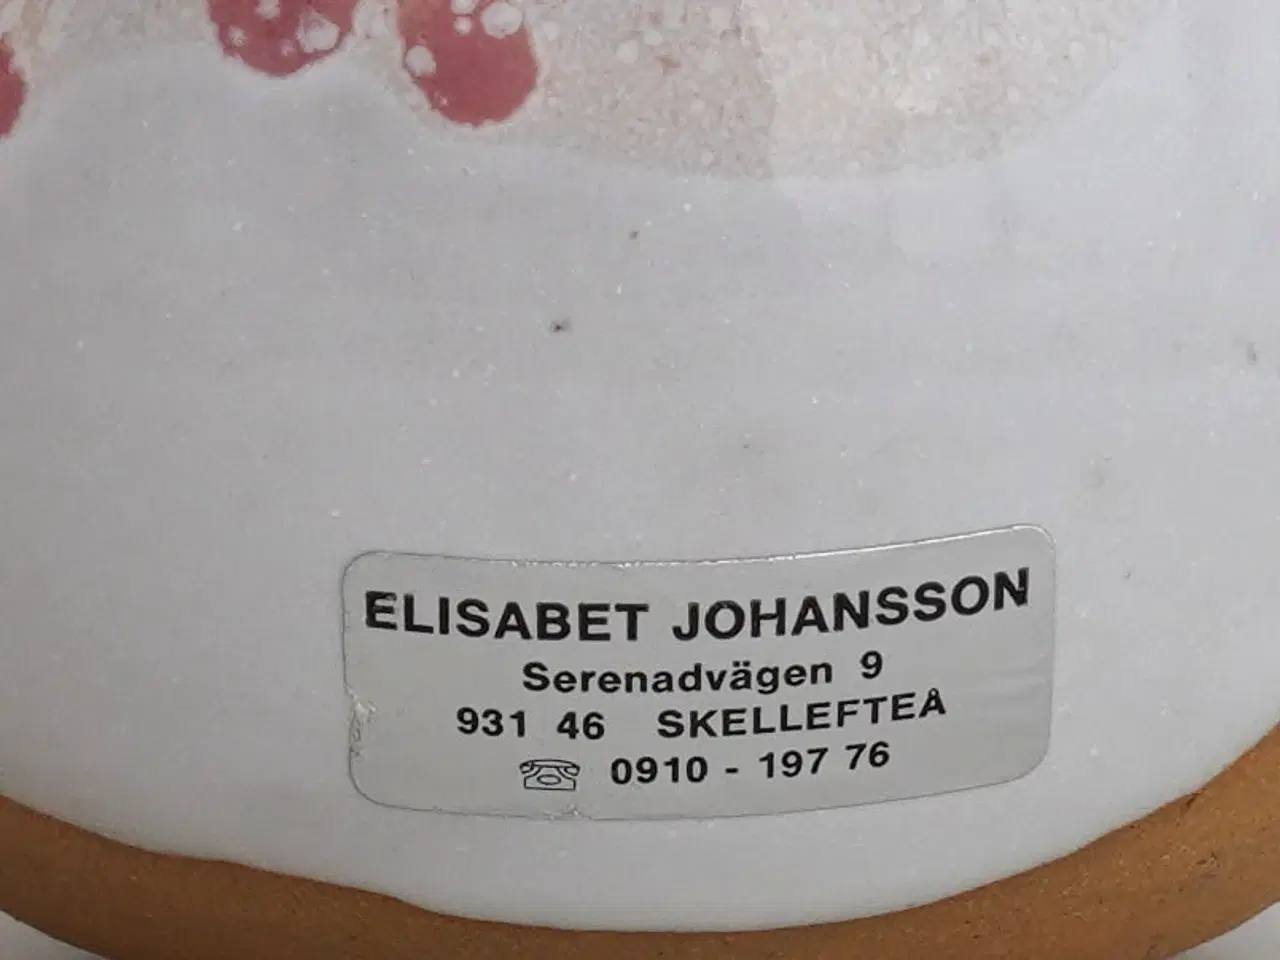 ELISABET JOHANSSON
Serenadvägen 9
931 46 SKELLEFTEÅ
☏ 0910 - 197 76